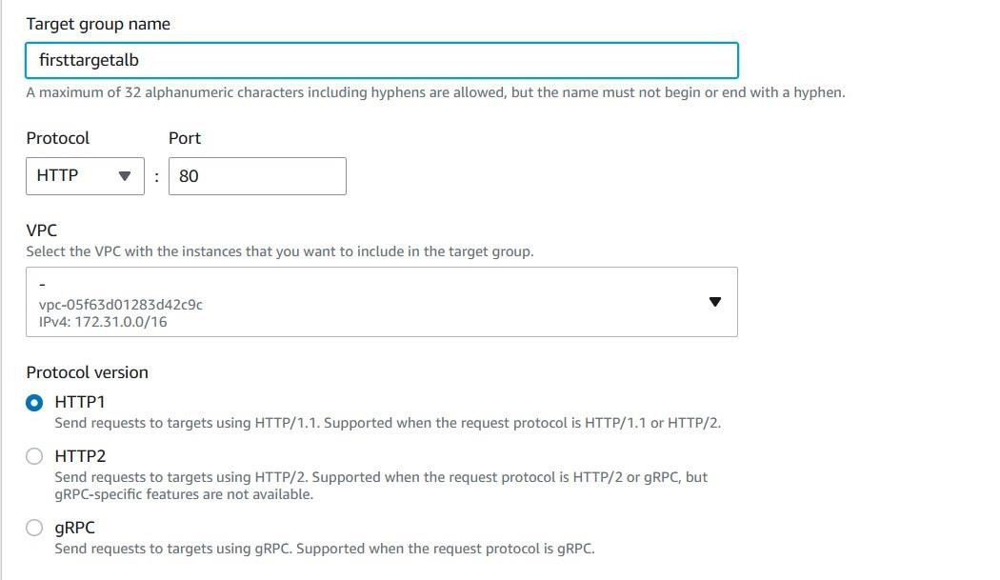 Target group name
firsttargetalb
A maximum of 32 alphanumeric characters including hyphens are allowed, but the name must not begin or end with a hyphen.
Protocol
Port
HTTP
:
80
VPC
Select the VPC with the instances that you want to include in the target group.
-
vpc-05f63d01283d42c9c
IPv4: 172.31.0.0/16
Protocol version
HTTP1
Send requests to targets using HTTP/1.1. Supported when the request protocol is HTTP/1.1 or HTTP/2.
HTTP2
Send requests to targets using HTTP/2. Supported when the request protocol is HTTP/2 or gRPC, but
gRPC-specific features are not available.
gRPC
Send requests to targets using gRPC. Supported when the request protocol is gRPC.